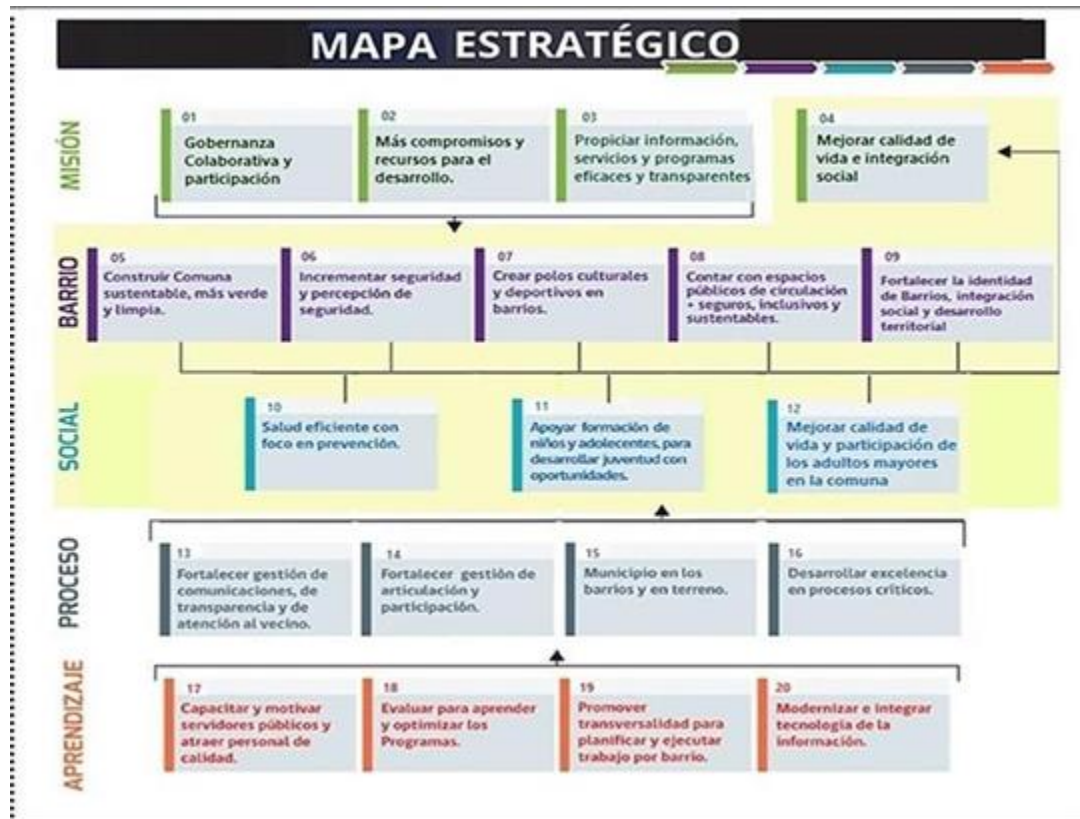 MAPA ESTRATÉGICO
MISIÓN
01
Gobernanza
Colaborativa y
participación
02
Más compromisos y
recursos para el
desarrollo.
03
Propiciar información,
servicios y programas
eficaces y transparentes
04
Mejorar calidad de
vida e integración
social
BARRIO
05
Construir Comuna
sustentable, más verde
y limpia.
06
Incrementar seguridad
y percepción de
seguridad.
07
Crear polos culturales
y deportivos en
barrios.
08
Contar con espacios
públicos de circulación
+ seguros, inclusivos y
sustentables.
09
Fortalecer la identidad
de Barrios, integración
social y desarrollo
territorial
SOCIAL
10
Salud eficiente con
foco en prevención.
11
Apoyar formación de
niños y adolecentes, para
desarrollar juventud con
oportunidades.
12
Mejorar calidad de
vida y participación de
los adultos mayores
en la comuna
PROCESO
13
Fortalecer gestión de
comunicaciones, de
transparencia y de
atención al vecino.
14
Fortalecer gestión de
articulación y
participación.
15
Municipio en los
barrios y en terreno.
16
Desarrollar excelencia
en procesos críticos.
APRENDIZAJE
17
Capacitar y motivar
servidores públicos y
atraer personal de
calidad.
18
Evaluar para aprender
y optimizar los
Programas.
19
Promover
transversalidad para
planificar y ejecutar
trabajo por barrio.
20
Modernizar e integrar
tecnología de la
información.